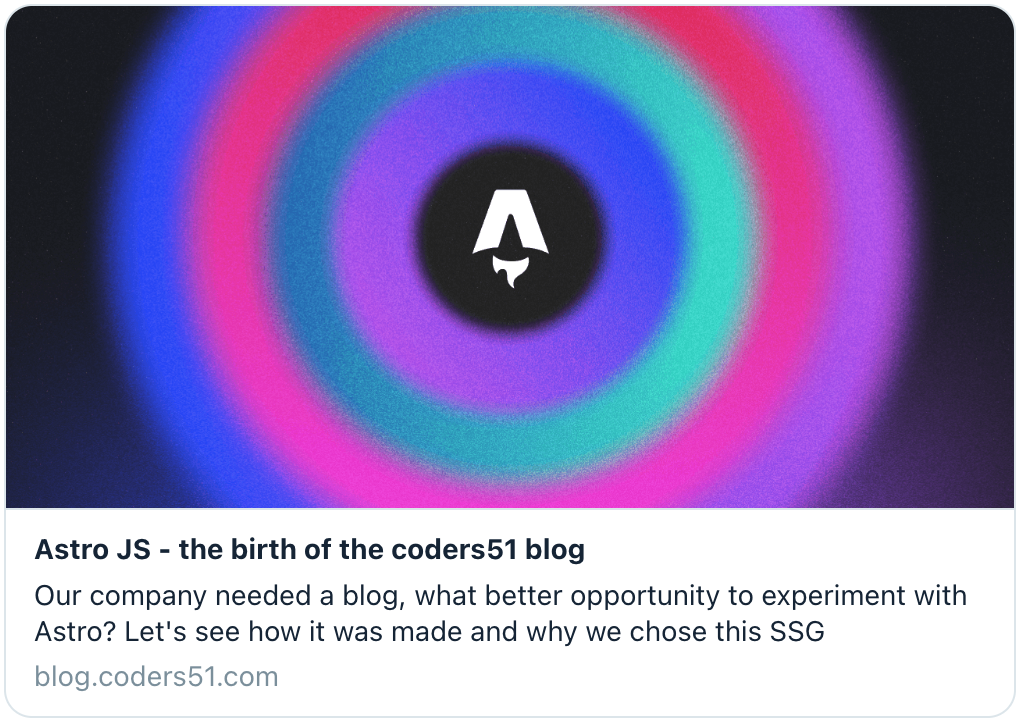 Astro JS - the birth of the coders51 blog
Our company needed a blog, what better opportunity to experiment with
Astro? Let's see how it was made and why we chose this SSG
blog.coders51.com